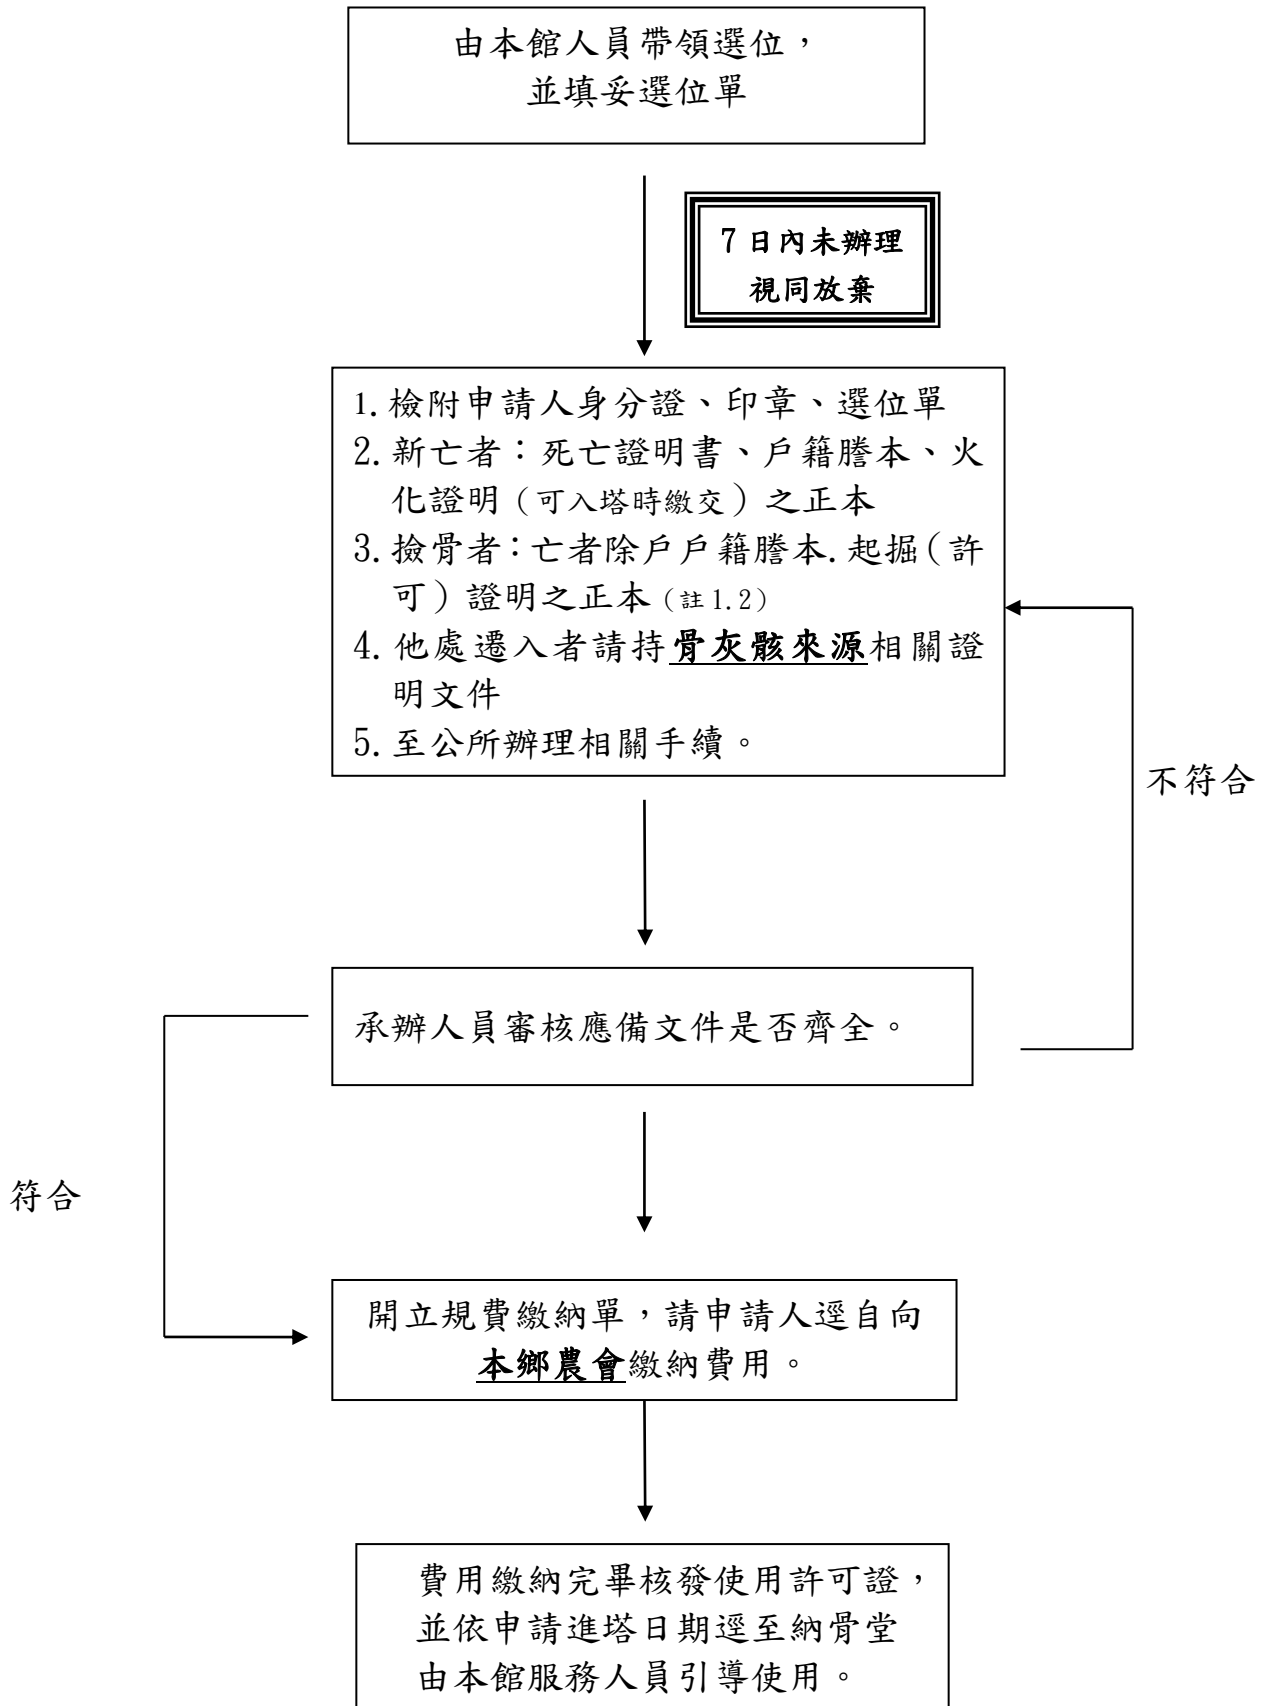 由本館人員帶領選位，
並填妥選位單
7 日內未辦理
視同放棄
1. 檢附申請人身分證、印章、選位單
2. 新亡者：死亡證明書、戶籍謄本、火
化證明（可入塔時繳交）之正本
3. 撿骨者：亡者除戶戶籍謄本. 起掘（許
可）證明之正本（註 1.2）
4. 他處遷入者請持骨灰骸來源相關證
明文件
5. 至公所辦理相關手續。
不符合
承辦人員審核應備文件是否齊全。
符合
開立規費繳納單，請申請人逕自向
本鄉農會繳納費用。
費用繳納完畢核發使用許可證，
並依申請進塔日期逕至納骨堂
由本館服務人員引導使用。